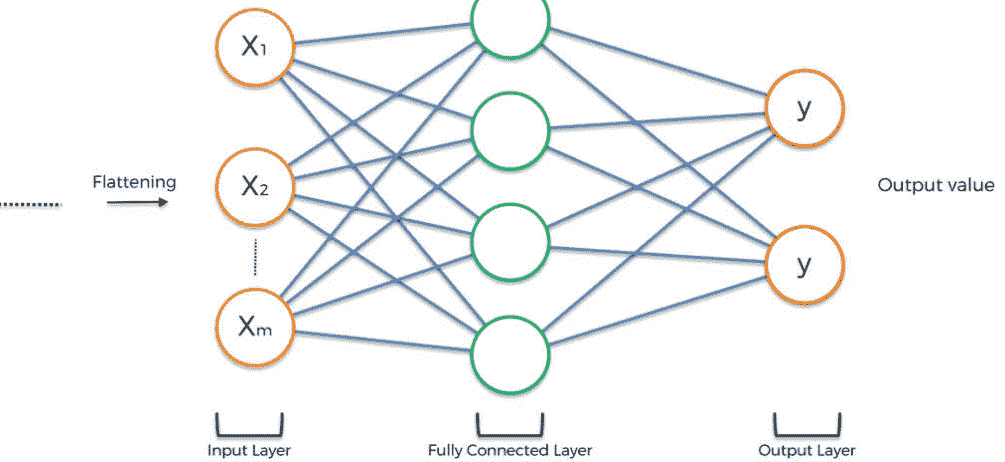 X₁
y
Flattening
X₂
Output value
y
Xₘ
Input Layer
Fully Connected Layer
Output Layer